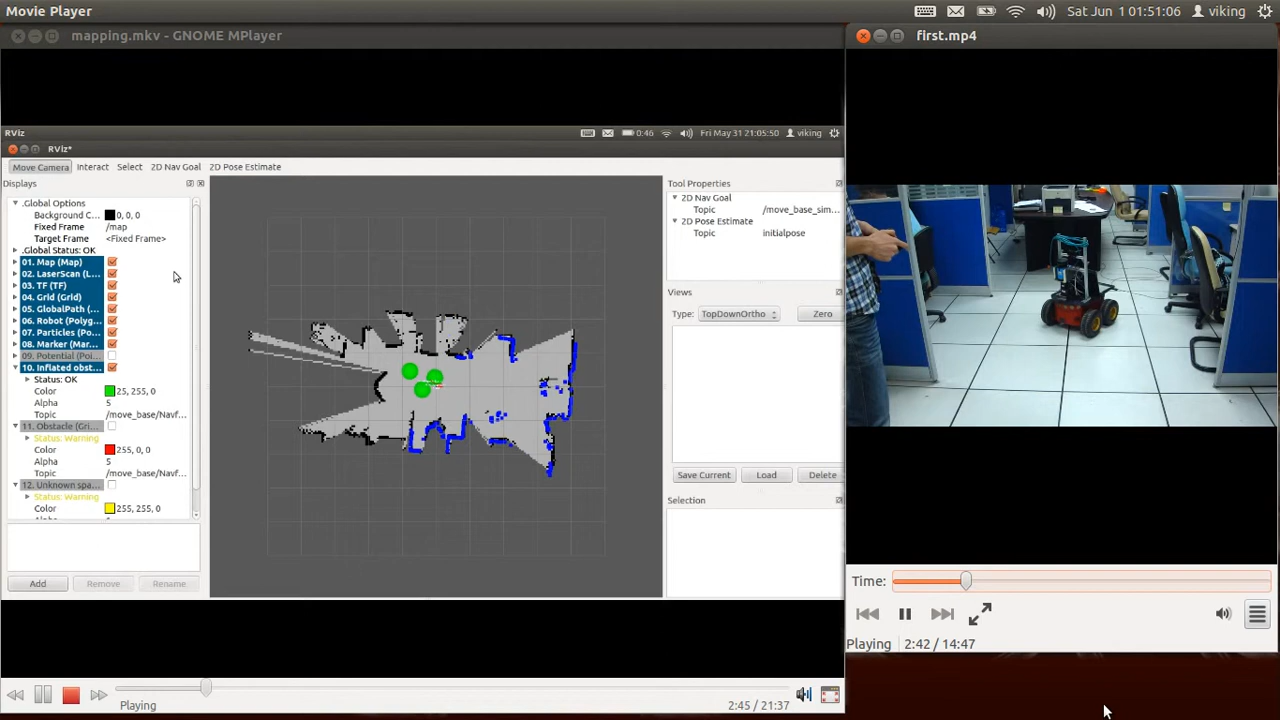 Movie Player
Sat Jun 1 01:51:06 viking
mapping.mkv - GNOME MPlayer
first.mp4
RViz
0:46 Fri May 31 21:05:50 viking
RViz*
Move Camera Interact Select 2D Nav Goal 2D Pose Estimate
Displays
.Global Options
Background C... 0, 0, 0
Fixed Frame /map
Target Frame <Fixed Frame>
.Global Status: OK
01. Map (Map)
02. LaserScan (L...
03. TF (TF)
04. Grid (Grid)
05. GlobalPath (...
06. Robot (Polyg...
07. Particles (Po...
08. Marker (Mar...
09. Potential (Poi...
10. Inflated obst...
Status: OK
Color 25, 255, 0
Alpha 5
Topic /move_base/Navf...
11. Obstacle (Gri...
Status: Warning
Color 255, 0, 0
Alpha 5
Topic /move_base/Navf...
12. Unknown spa...
Status: Warning
Color 255, 255, 0
Add Remove Rename
Tool Properties
2D Nav Goal
Topic /move_base_sim...
2D Pose Estimate
Topic initialpose
Views
Type: TopDownOrtho Zero
Save Current Load Delete
Selection
Time:
Playing 2:42 / 14:47
Playing 2:45 / 21:37